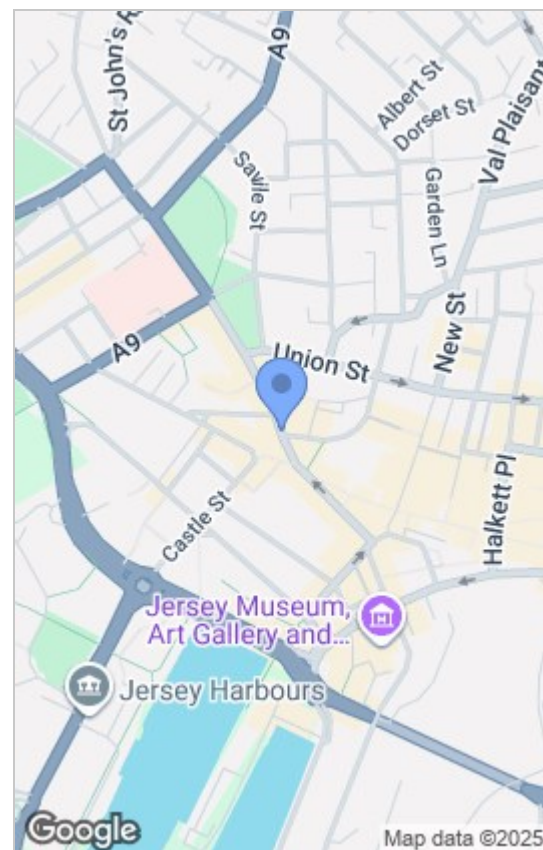 St John's R
A9
Albert St
Dorset St
Val Plaisant
Savile St
Garden Ln
New St
Union St
A9
Halkett Pl
Castle St
Jersey Museum,
Art Gallery and...
Jersey Harbours
Google
Map data ©2025